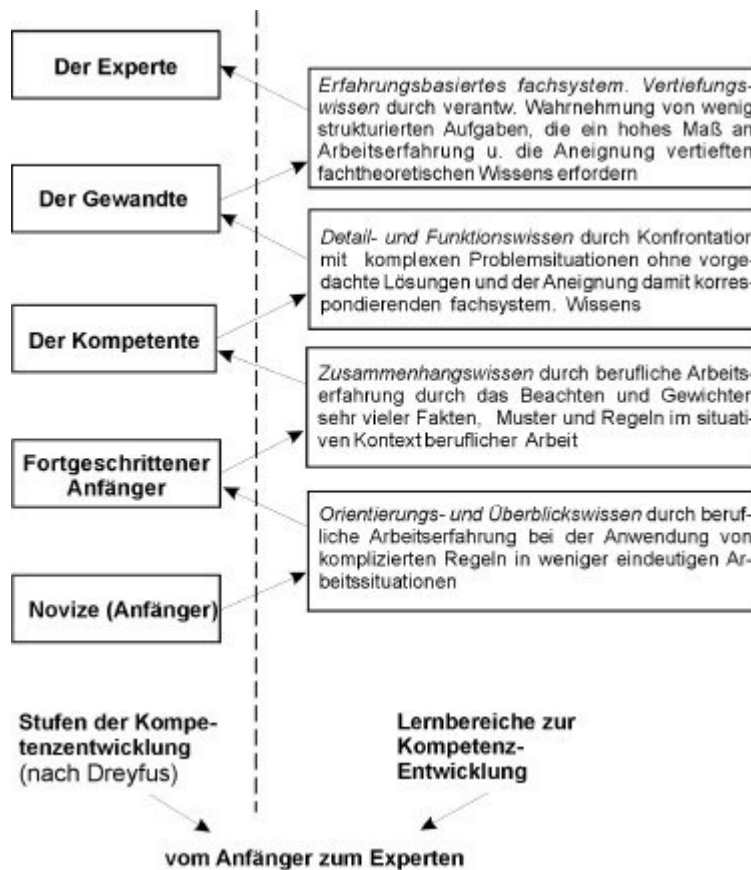 Der Experte
Erfahrungsbasiertes fachsystem. Vertiefungs-
wissen durch verantw. Wahrnehmung von wenig
strukturierten Aufgaben, die ein hohes Maß an
Arbeitserfahrung u. die Aneignung vertieften
fachtheoretischen Wissens erfordern
Der Gewandte
Detail- und Funktionswissen durch Konfrontation
mit komplexen Problemsituationen ohne vorge-
dachte Lösungen und der Aneignung damit korres-
pondierenden fachsystem. Wissens
Der Kompetente
Zusammenhangswissen durch berufliche Arbeits-
erfahrung durch das Beachten und Gewichten
sehr vieler Fakten, Muster und Regeln im situati-
ven Kontext beruflicher Arbeit
Fortgeschrittener
Anfänger
Orientierungs- und Überblickswissen durch beruf-
liche Arbeitserfahrung bei der Anwendung von
komplizierten Regeln in weniger eindeutigen Ar-
beitssituationen
Novize (Anfänger)
Stufen der Kompe-
tenzentwicklung
(nach Dreyfus)
Lernbereiche zur
Kompetenz-
Entwicklung
vom Anfänger zum Experten